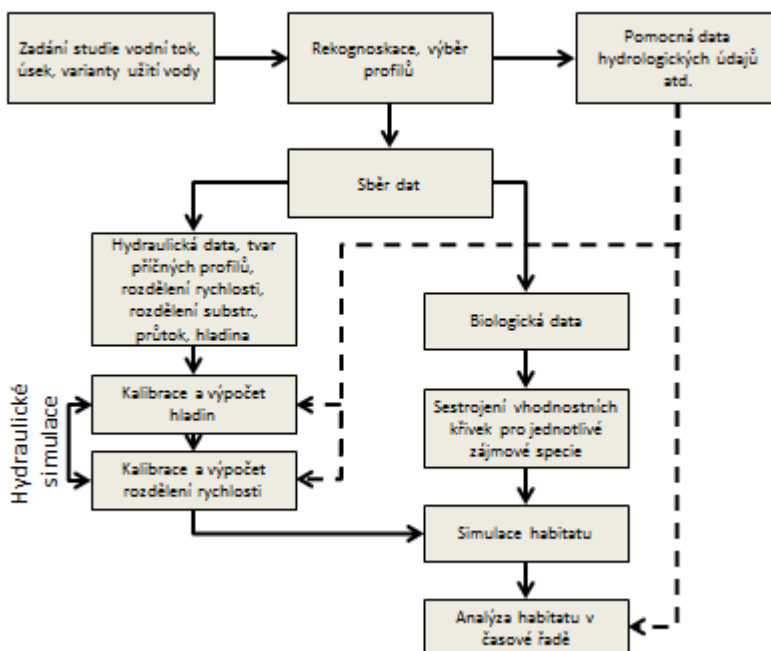 Zadání studie vodní tok,
úsek, varianty užití vody
Rekognoskace, výběr
profilů
Pomocná data
hydrologických údajů
atd.
Sběr dat
Hydraulická data, tvar
příčných profilů,
rozdělení rychlosti,
rozdělení substr.,
průtok, hladina
Biologická data
Kalibrace a výpočet
hladin
Sestrojení vhodnostních
křivek pro jednotlivé
zájmové specie
Hydraulické
simulace
Kalibrace a výpočet
rozdělení rychlosti
Simulace habitatu
Analýza habitatu v
časové řadě